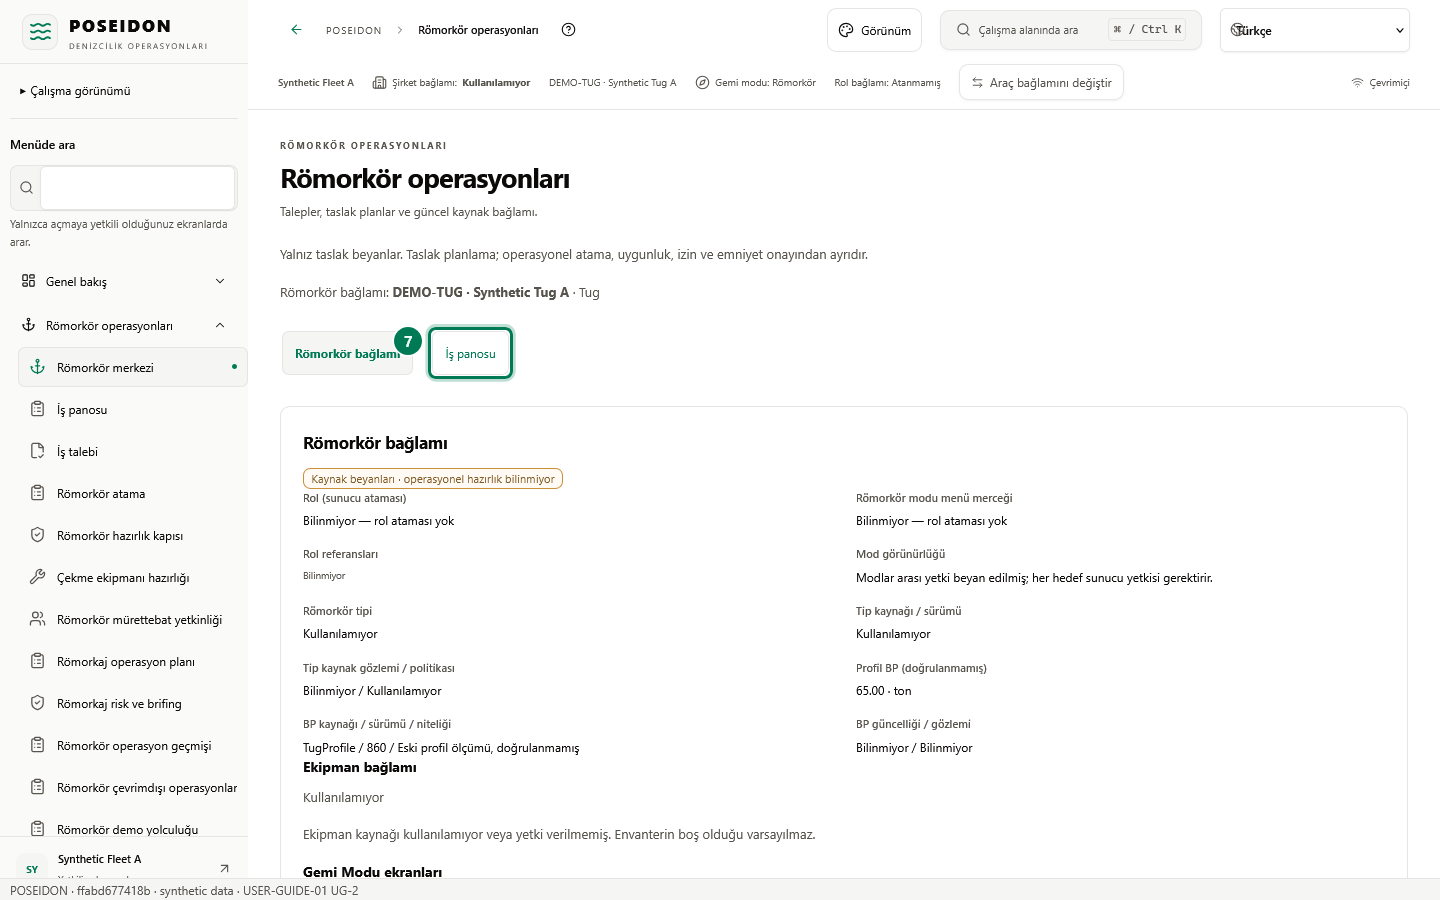 POSEIDON
DENİZCİLİK OPERASYONLARI
Çalışma görünümü
Menüde ara
Yalnızca açmaya yetkili olduğunuz ekranlarda arar.
Genel bakış
Römorkör operasyonları
Römorkör merkezi
İş panosu
İş talebi
Römorkör atama
Römorkör hazırlık kapısı
Çekme ekipmanı hazırlığı
Römorkör mürettebat yetkinliği
Römorkaj operasyon planı
Römorkaj risk ve brifing
Römorkör operasyon geçmişi
Römorkör çevrimdışı operasyonlar
Römorkör demo yolculuğu
SY
Synthetic Fleet A
POSEIDON
Römorkör operasyonları
Görünüm
Çalışma alanında ara
⌘ / Ctrl K
Türkçe
Synthetic Fleet A
Şirket bağlamı: Kullanılamıyor
DEMO-TUG · Synthetic Tug A
Gemi modu: Römorkör
Rol bağlamı: Atanmamış
Araç bağlamını değiştir
Çevrimiçi
RÖMORKÖR OPERASYONLARI
Römorkör operasyonları
Talepler, taslak planlar ve güncel kaynak bağlamı.
Yalnız taslak beyanlar. Taslak planlama; operasyonel atama, uygunluk, izin ve emniyet onayından ayrıdır.
Römorkör bağlamı: DEMO-TUG · Synthetic Tug A · Tug
Römorkör bağlamı
7
İş panosu
Römorkör bağlamı
Kaynak beyanları · operasyonel hazırlık bilinmiyor
Rol (sunucu ataması)
Bilinmiyor — rol ataması yok
Römorkör modu menü merceği
Bilinmiyor — rol ataması yok
Rol referansları
Bilinmiyor
Mod görünürlüğü
Modlar arası yetki beyan edilmiş; her hedef sunucu yetkisi gerektirir.
Römorkör tipi
Kullanılamıyor
Tip kaynağı / sürümü
Kullanılamıyor
Tip kaynak gözlemi / politikası
Bilinmiyor / Kullanılamıyor
Profil BP (doğrulanmamış)
65.00 · ton
BP kaynağı / sürümü / niteliği
TugProfile / 860 / Eski profil ölçümü, doğrulanmamış
BP güncelliği / gözlemi
Bilinmiyor / Bilinmiyor
Ekipman bağlamı
Kullanılamıyor
Ekipman kaynağı kullanılamıyor veya yetki verilmemiş. Envanterin boş olduğu varsayılmaz.
Gemi Modu ekranları
POSEIDON · ffabd677418b · synthetic data · USER-GUIDE-01 UG-2